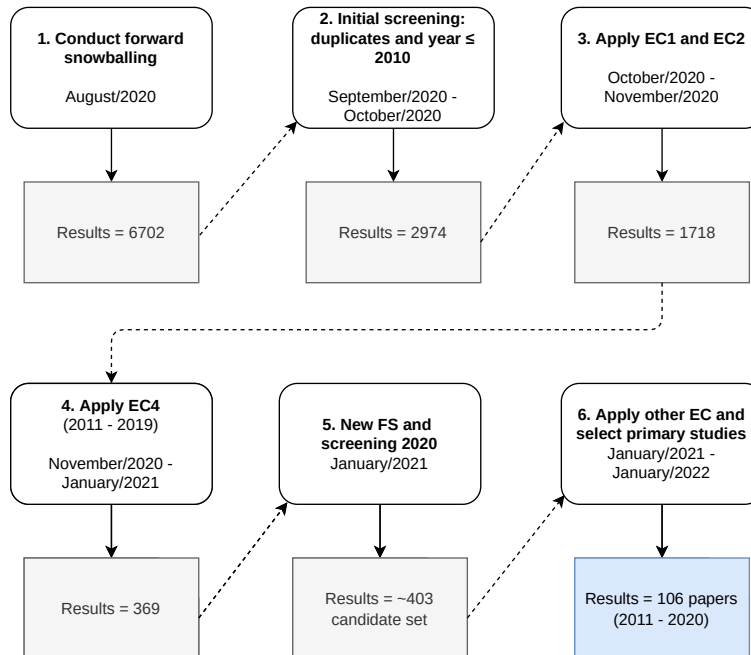 1. Conduct forward
snowballing
August/2020
2. Initial screening:
duplicates and year ≤
2010
September/2020 -
October/2020
3. Apply EC1 and EC2
October/2020 -
November/2020
Results = 6702
Results = 2974
Results = 1718
4. Apply EC4
(2011 - 2019)
November/2020 -
January/2021
5. New FS and
screening 2020
January/2021
6. Apply other EC and
select primary studies
January/2021 -
January/2022
Results = 369
Results = ~403
candidate set
Results = 106 papers
(2011 - 2020)